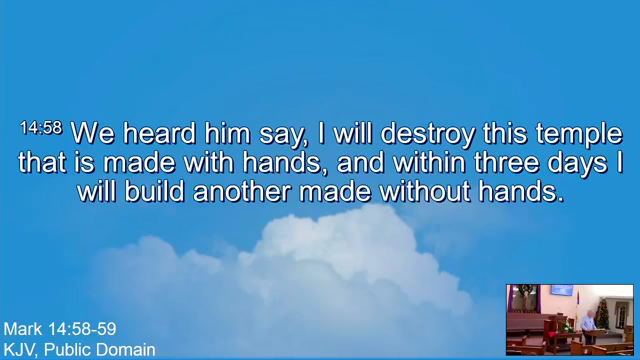 14:58 We heard him say, I will destroy this temple
that is made with hands, and within three days I
will build another made without hands.
Mark 14:58-59
KJV, Public Domain